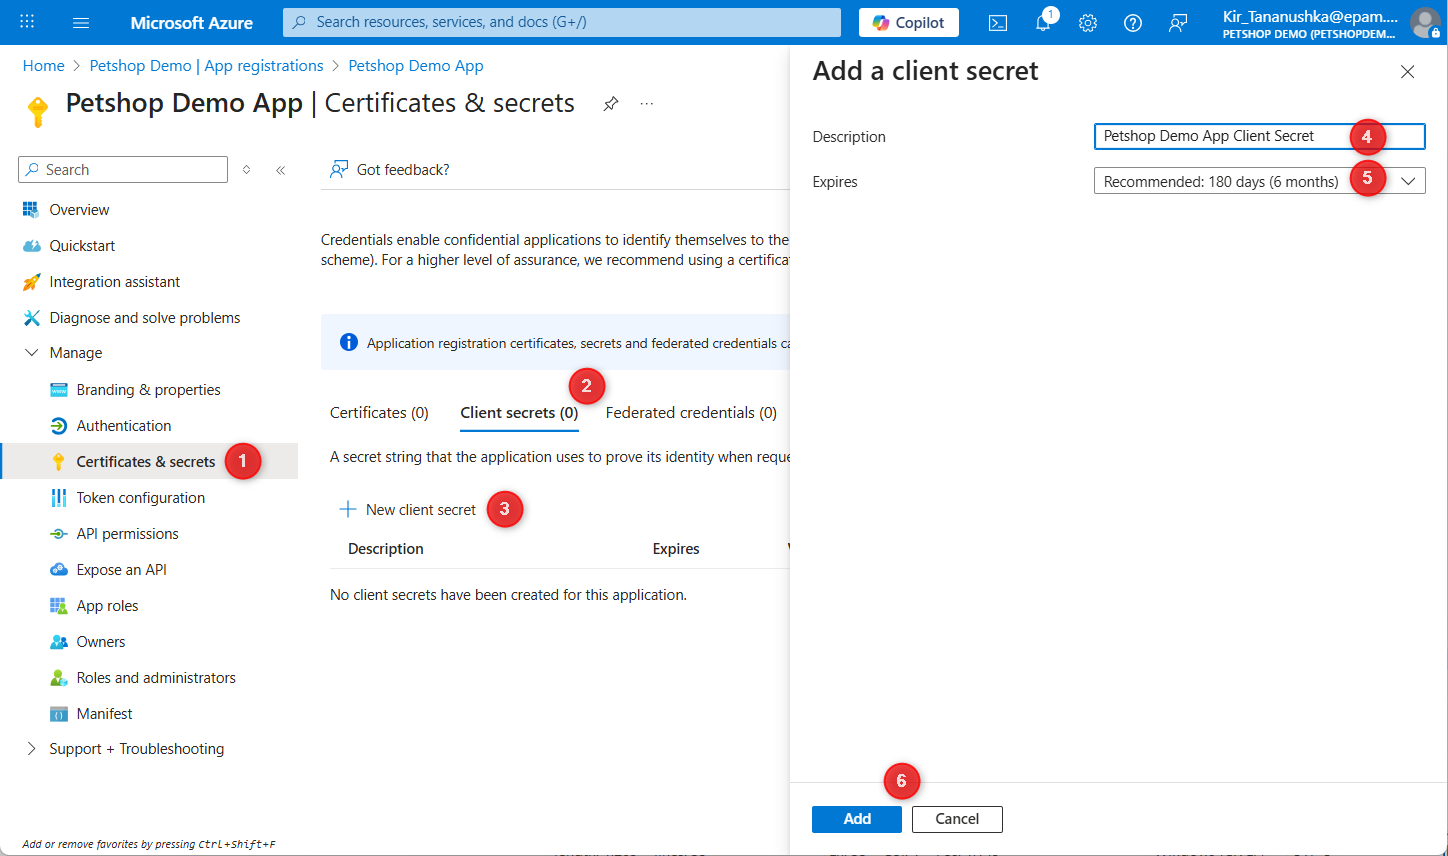 Microsoft Azure
Search resources, services, and docs (G+/)
Copilot
1
Kir_Tananushka@epam....
PETSHOP DEMO (PETSHOPDEM...
Home > Petshop Demo | App registrations > Petshop Demo App
Petshop Demo App | Certificates & secrets
...
Search
Overview
Quickstart
Integration assistant
Diagnose and solve problems
Manage
Branding & properties
Authentication
Certificates & secrets
1
Token configuration
API permissions
Expose an API
App roles
Owners
Roles and administrators
Manifest
Support + Troubleshooting
Add or remove favorites by pressing Ctrl+Shift+F
Got feedback?
Credentials enable confidential applications to identify themselves to the
scheme). For a higher level of assurance, we recommend using a
Application registration certificates, secrets and federated credentials
2
Certificates (0)
Client secrets (0)
Federated credentials (0)
A secret string that the application uses to prove its identity when
New client secret
3
Description
Expires
No client secrets have been created for this application.
Add a client secret
Description
Petshop Demo App Client Secret
4
Expires
Recommended: 180 days (6 months)
5
6
Add
Cancel